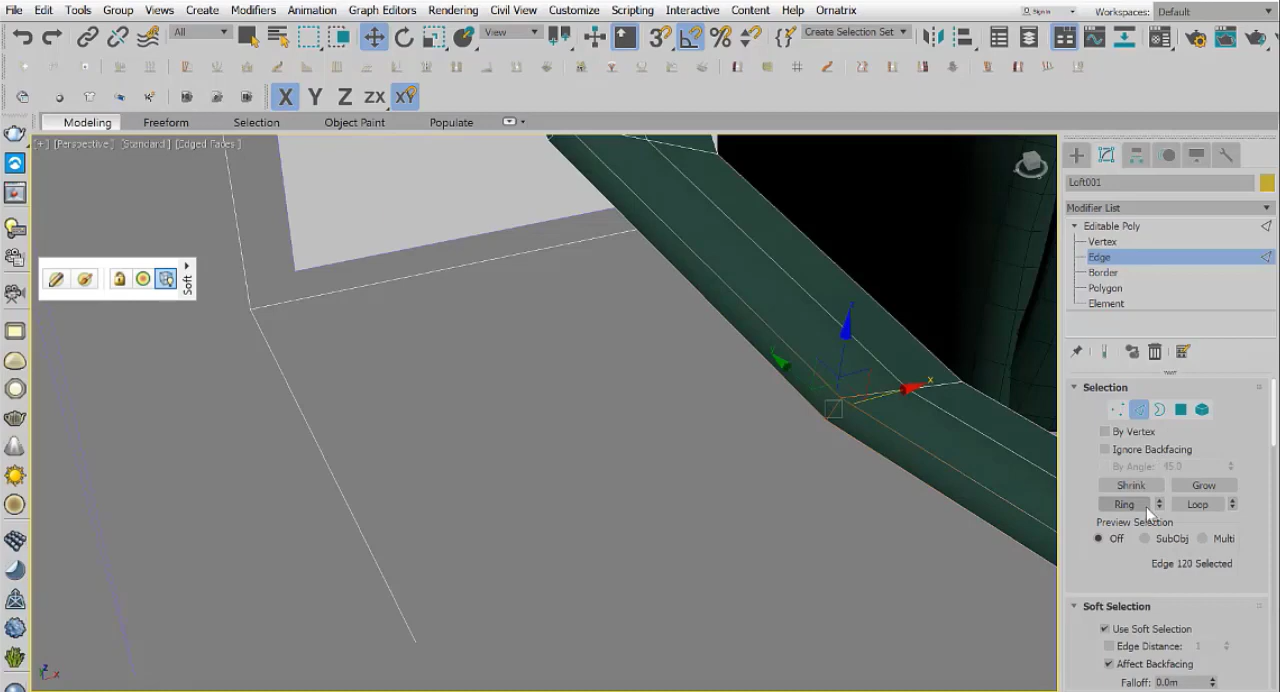 File Edit Tools Group Views Create Modifiers Animation Graph Editors Rendering Civil View Customize Scripting Interactive Content Help Ornatrix Sign In Workspaces: Default
All View 3 Create Selection Set
X Y Z ZX XY
Modeling Freeform Selection Object Paint Populate
[+] [Perspective] [Standard] [Edged Faces]
Loft001
Modifier List
Editable Poly
Vertex
Edge
Border
Polygon
Element
Soft
Selection
By Vertex
Ignore Backfacing
By Angle: 45.0
Shrink Grow
Ring Loop
Preview Selection
Off SubObj Multi
Edge 120 Selected
Soft Selection
Use Soft Selection
Edge Distance: 1
Affect Backfacing
Falloff: 0.0m